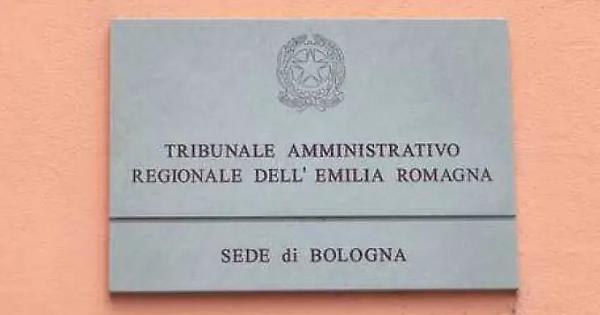 TRIBUNALE AMMINISTRATIVO
REGIONALE DELL' EMILIA ROMAGNA
SEDE di BOLOGNA